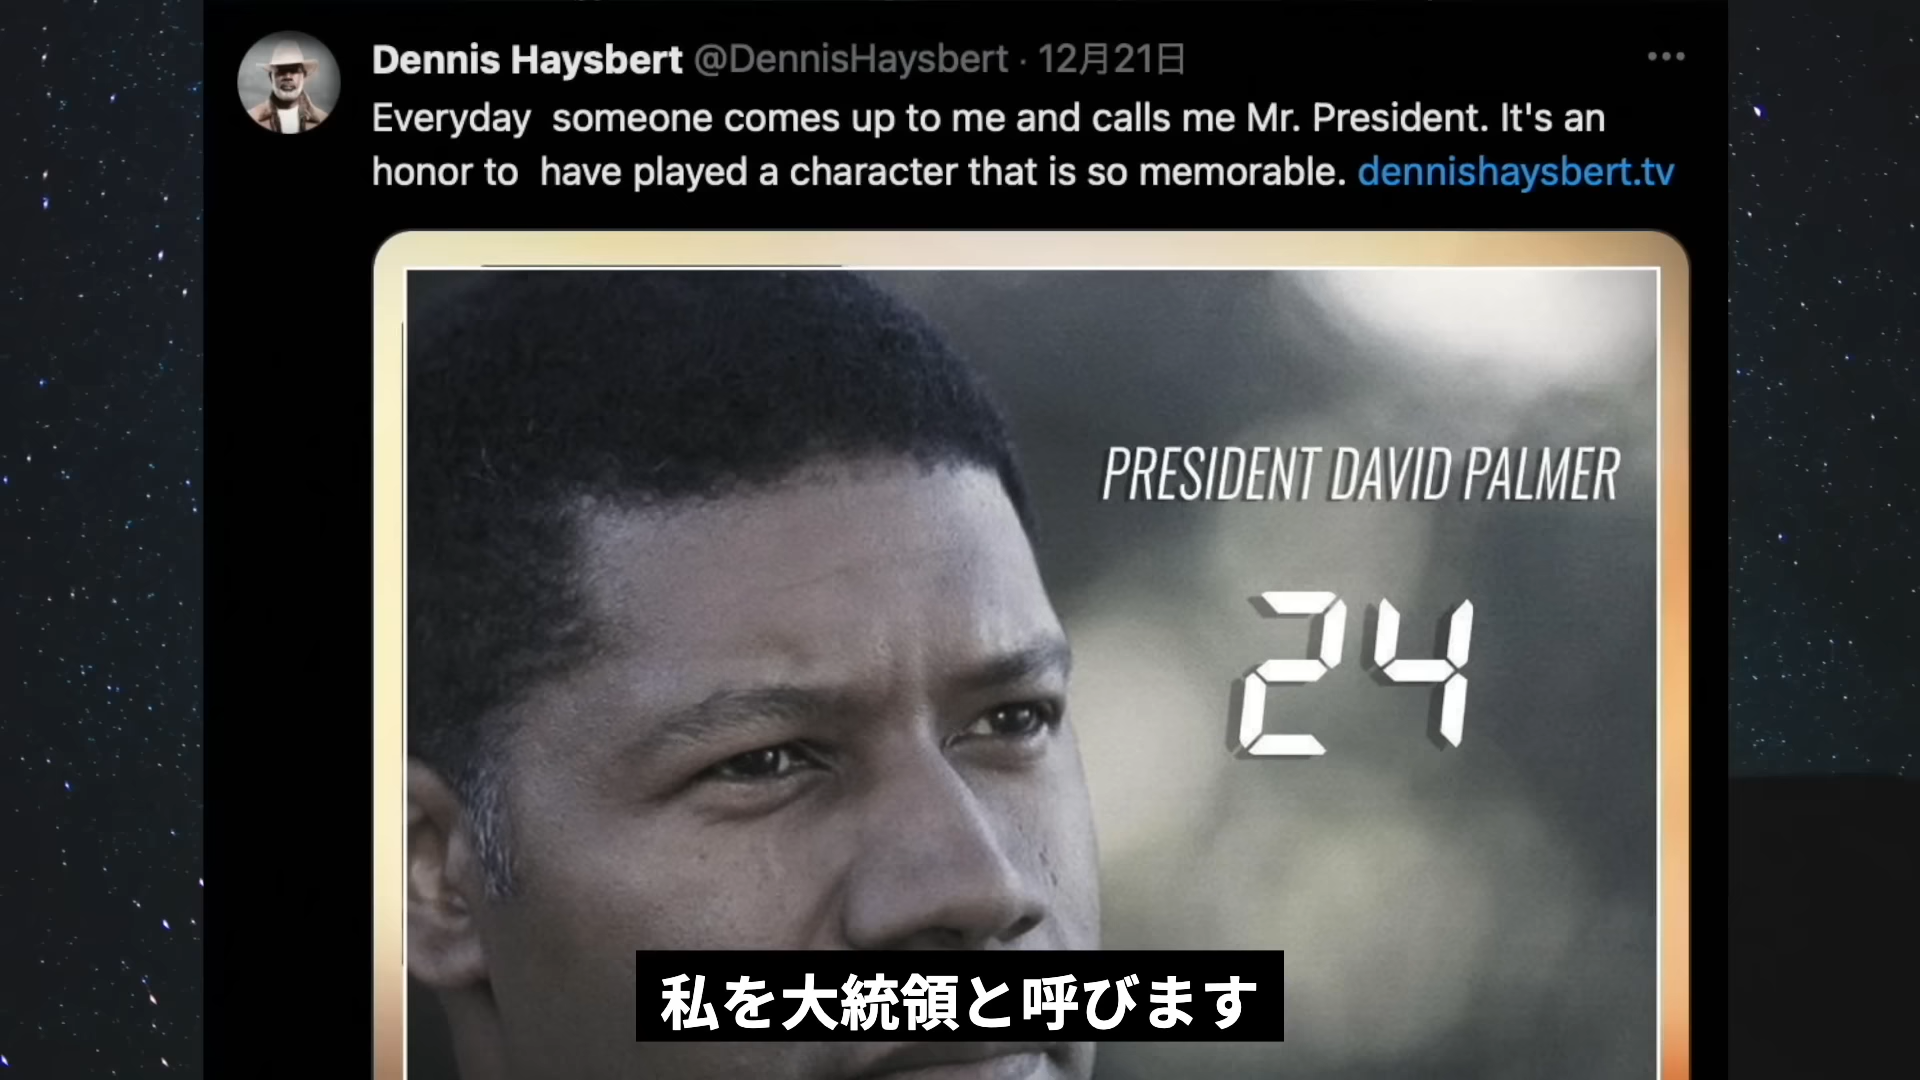 Dennis Haysbert @DennisHaysbert · 12月21日
Everyday  someone comes up to me and calls me Mr. President. It's an
honor to  have played a character that is so memorable. dennishaysbert.tv
PRESIDENT DAVID PALMER
24
私を大統領と呼びます